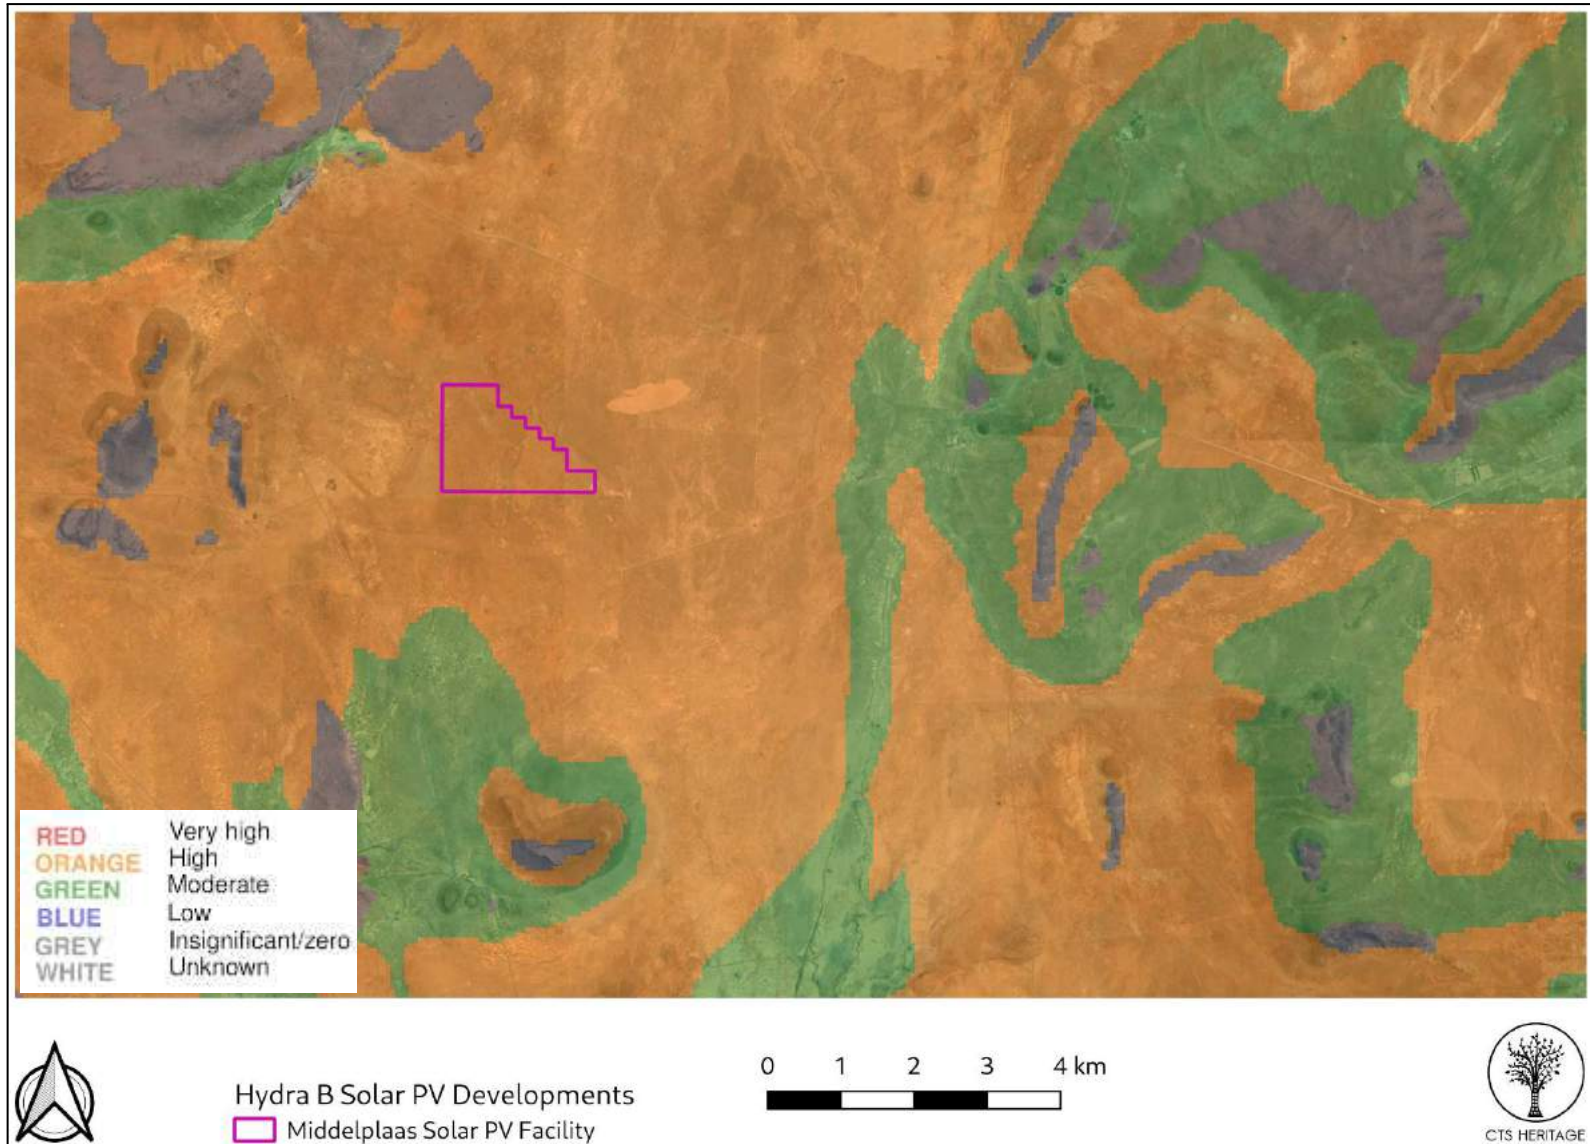 RED Very high
ORANGE High
GREEN Moderate
BLUE Low
GREY Insignificant/zero
WHITE Unknown
0 1 2 3 4 km
Hydra B Solar PV Developments
Middelplaas Solar PV Facility
CTS HERITAGE